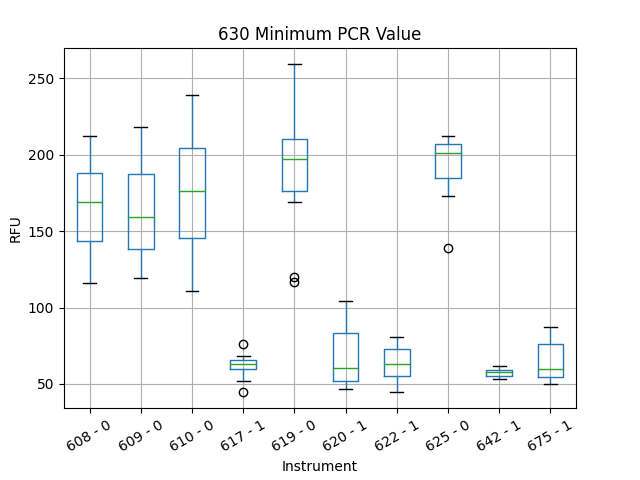 630 Minimum PCR Value
RFU
250
200
150
100
50
608 - 0
609 - 0
610 - 0
617 - 1
619 - 0
620 - 1
622 - 1
625 - 0
642 - 1
675 - 1
Instrument